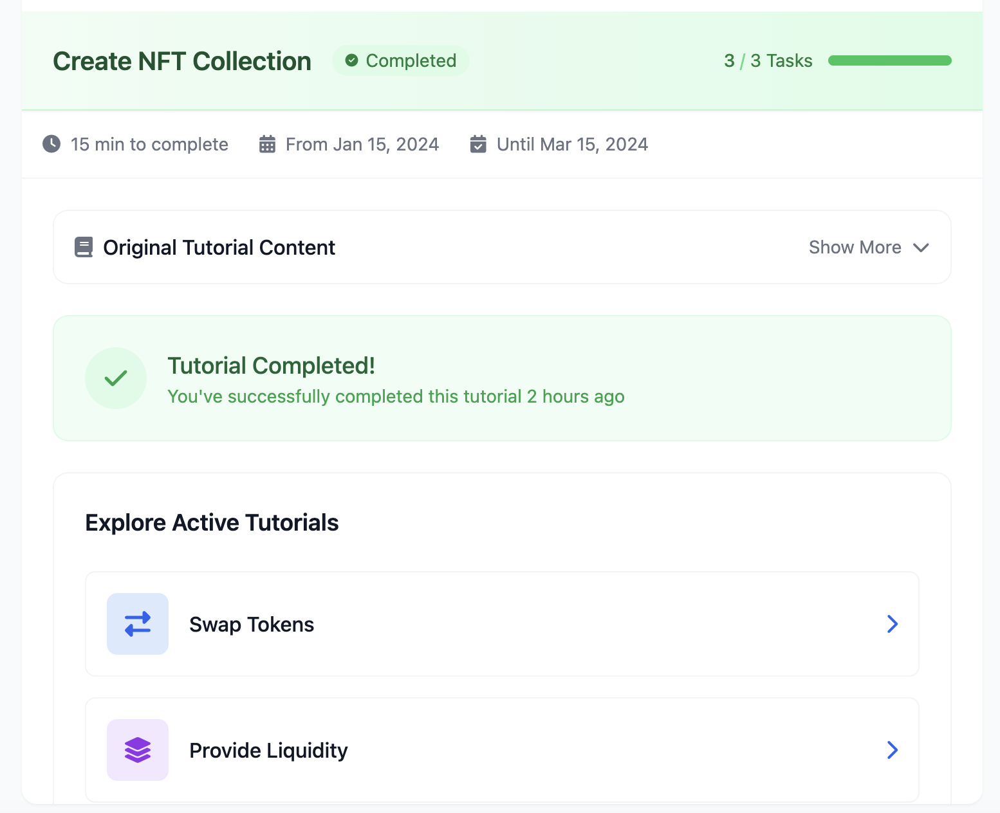 Create NFT Collection
Completed
3 / 3 Tasks
15 min to complete
From Jan 15, 2024
Until Mar 15, 2024
Original Tutorial Content
Show More
Tutorial Completed!
You've successfully completed this tutorial 2 hours ago
Explore Active Tutorials
Swap Tokens
Provide Liquidity